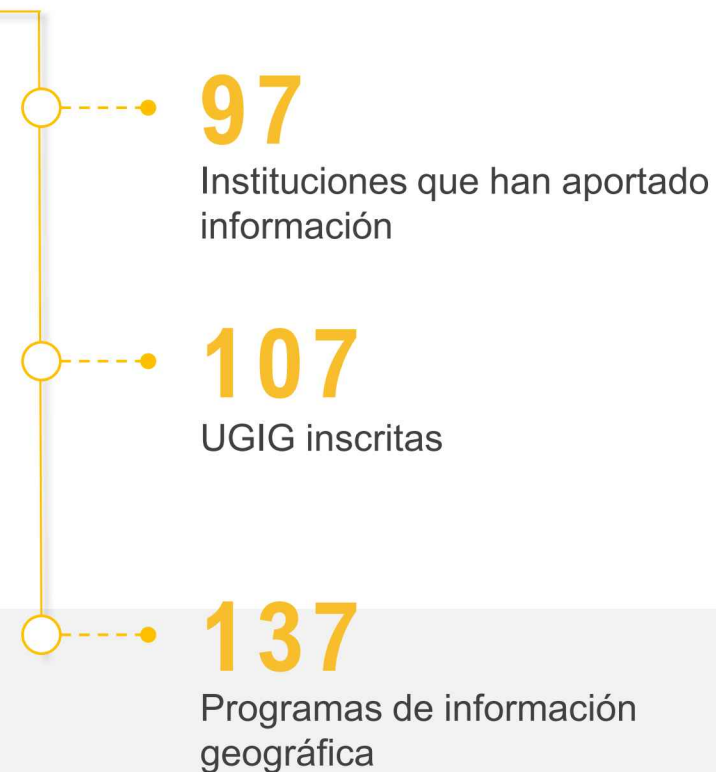 97
Instituciones que han aportado
información
107
UGIG inscritas
137
Programas de información
geográfica